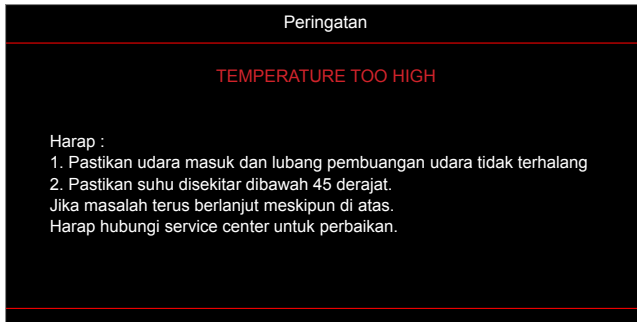 Peringatan
TEMPERATURE TOO HIGH
Harap :
1. Pastikan udara masuk dan lubang pembuangan udara tidak terhalang
2. Pastikan suhu disekitar dibawah 45 derajat.
Jika masalah terus berlanjut meskipun di atas.
Harap hubungi service center untuk perbaikan.